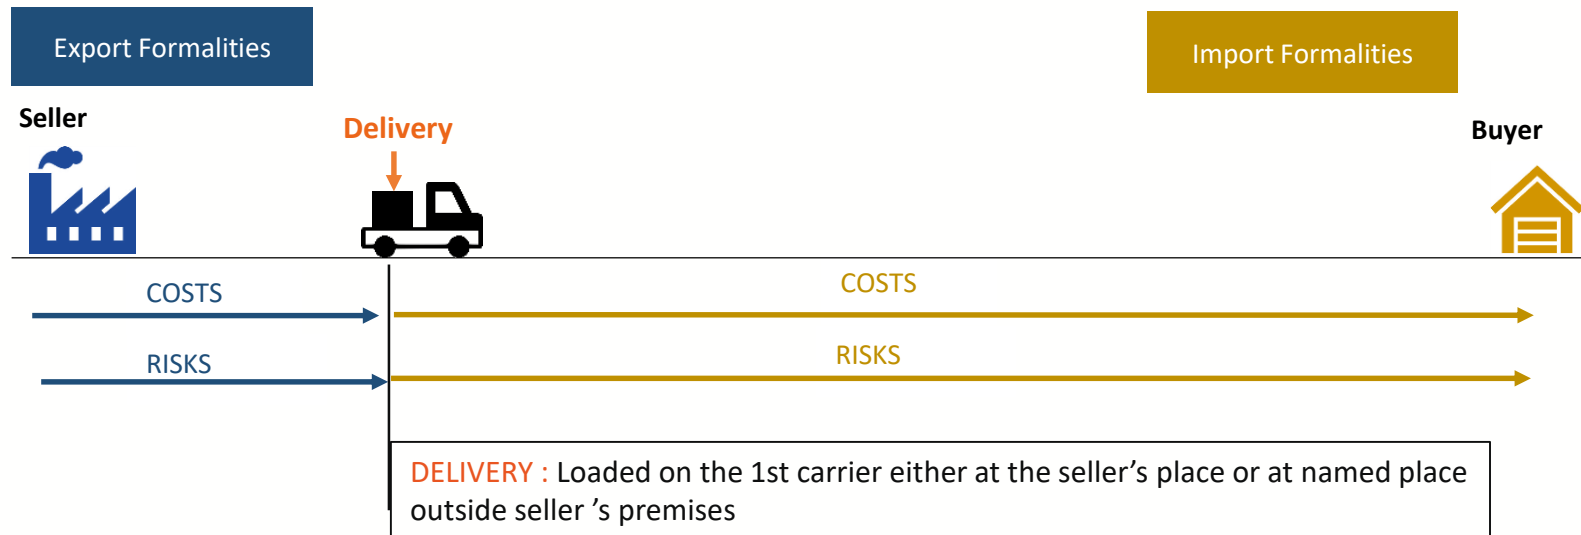 Export Formalities
Import Formalities
Seller
Delivery
Buyer
COSTS
COSTS
RISKS
RISKS
DELIVERY : Loaded on the 1st carrier either at the seller’s place or at named place
outside seller ’s premises